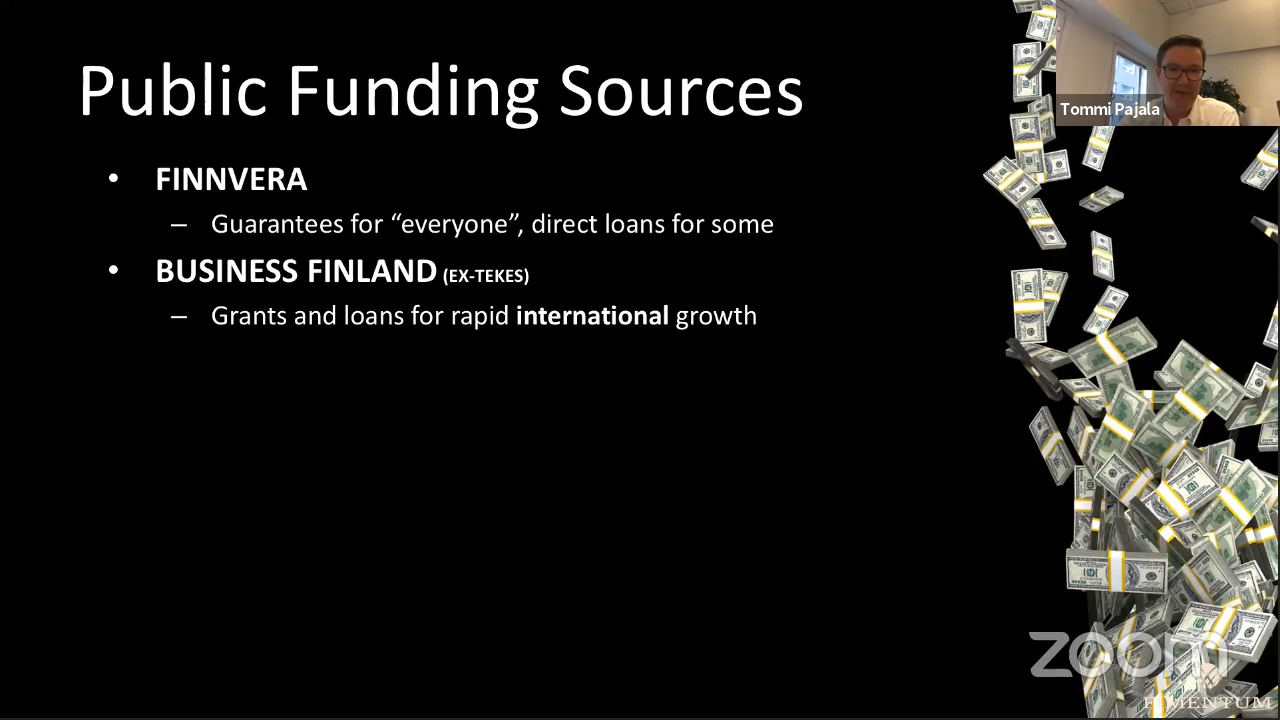 Public Funding Sources
Tommi Pajala
• FINNVERA
– Guarantees for “everyone”, direct loans for some
• BUSINESS FINLAND (EX-TEKES)
– Grants and loans for rapid international growth
zoom